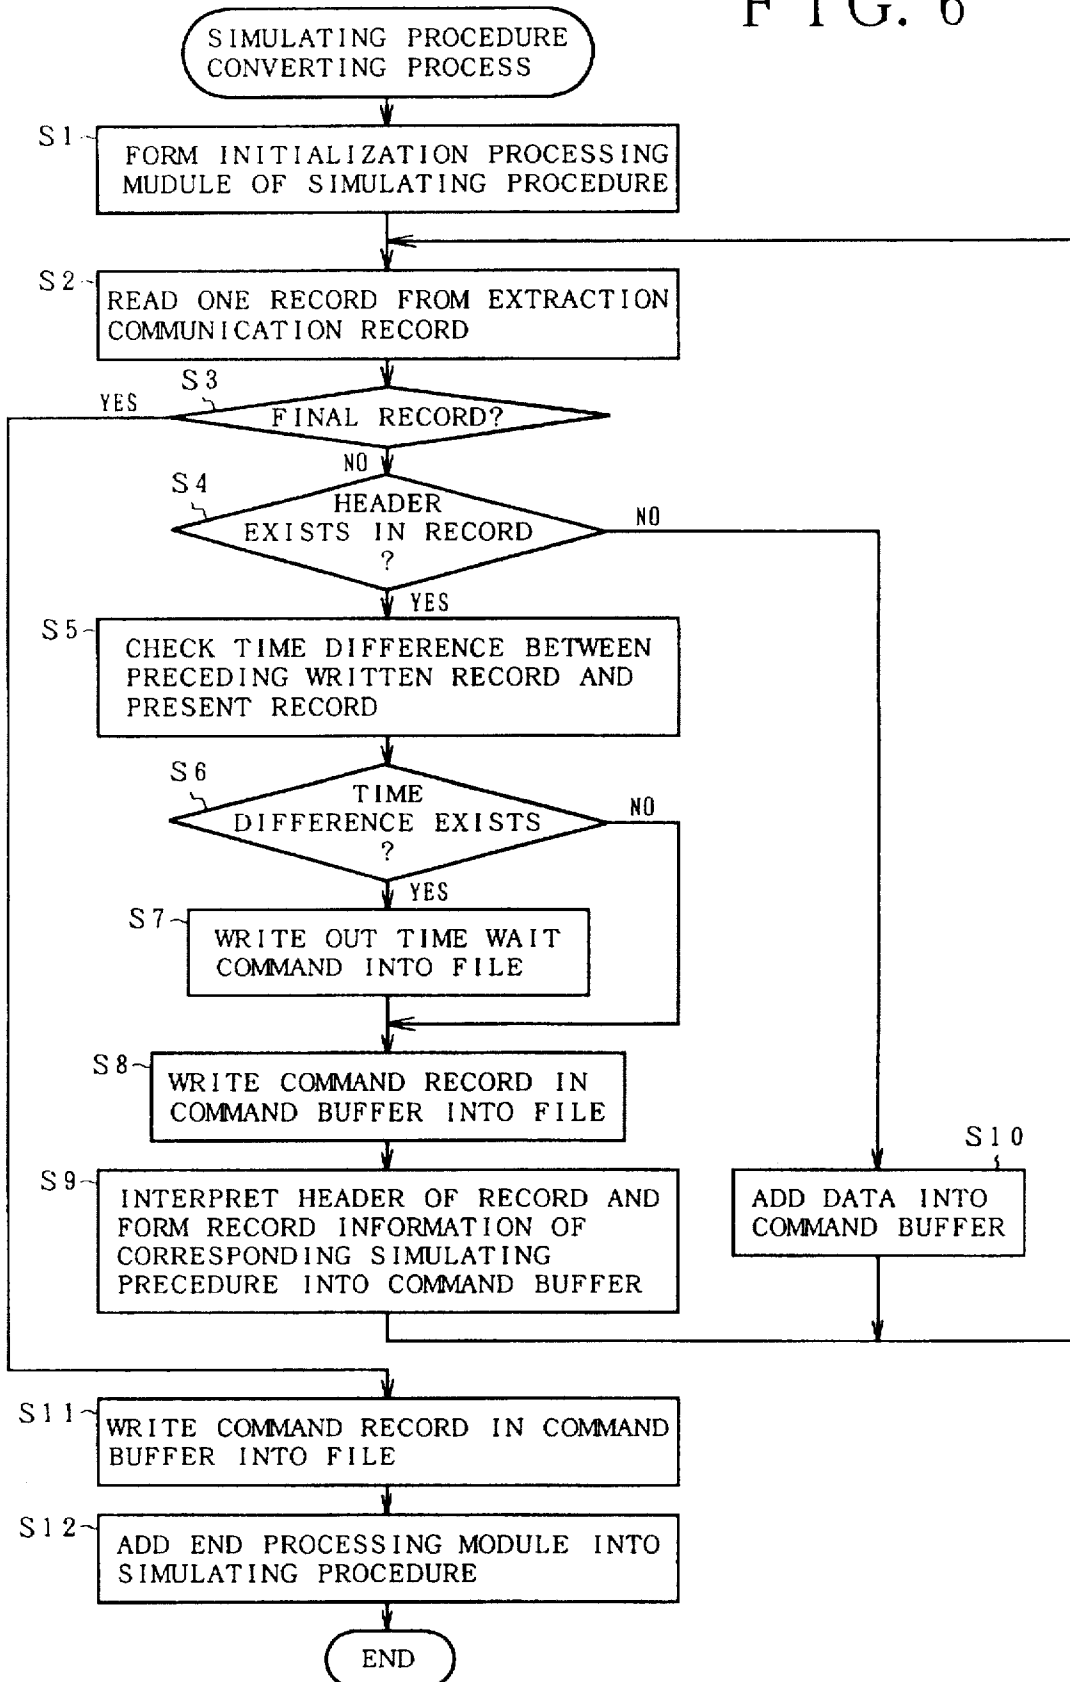 FIG. 6
SIMULATING PROCEDURE
CONVERTING PROCESS
S1
FORM INITIALIZATION PROCESSING
MUDULE OF SIMULATING PROCEDURE
S2
READ ONE RECORD FROM EXTRACTION
COMMUNICATION RECORD
S3
YES
FINAL RECORD?
NO
S4
HEADER
EXISTS IN RECORD
?
NO
YES
S5
CHECK TIME DIFFERENCE BETWEEN
PRECEDING WRITTEN RECORD AND
PRESENT RECORD
S6
TIME
DIFFERENCE EXISTS
?
NO
YES
S7
WRITE OUT TIME WAIT
COMMAND INTO FILE
S8
WRITE COMMAND RECORD IN
COMMAND BUFFER INTO FILE
S9
INTERPRET HEADER OF RECORD AND
FORM RECORD INFORMATION OF
CORRESPONDING SIMULATING
PRECEDURE INTO COMMAND BUFFER
S10
ADD DATA INTO
COMMAND BUFFER
S11
WRITE COMMAND RECORD IN COMMAND
BUFFER INTO FILE
S12
ADD END PROCESSING MODULE INTO
SIMULATING PROCEDURE
END